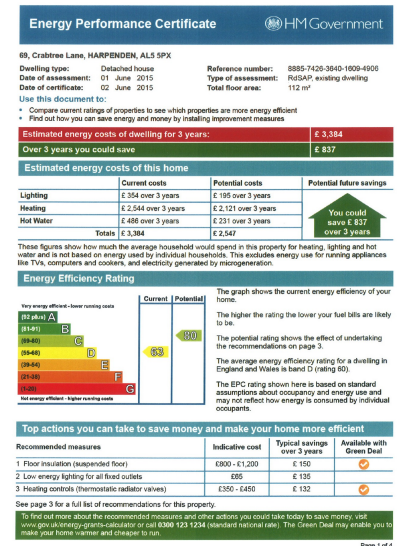 Energy Performance Certificate
HM Government
69, Crabtree Lane, HARPENDEN, AL5 5PX
Dwelling type: Detached house
Date of assessment: 01 June 2015
Date of certificate: 02 June 2015
Reference number: 8885-7426-3640-1609-4906
Type of assessment: RdSAP, existing dwelling
Total floor area: 112 m²
Use this document to:
• Compare current ratings of properties to see which properties are more energy efficient
• Find out how you can save energy and money by installing improvement measures
Estimated energy costs of dwelling for 3 years: £ 3,384
Over 3 years you could save £ 837
Estimated energy costs of this home
Current costs Potential costs Potential future savings
Lighting £ 354 over 3 years £ 195 over 3 years
Heating £ 2,544 over 3 years £ 2,121 over 3 years
Hot Water £ 486 over 3 years £ 231 over 3 years
Totals £ 3,384 £ 2,547
You could
save £ 837
over 3 years
These figures show how much the average household would spend in this property for heating, lighting and hot
water and is not based on energy used by individual households. This excludes energy use for running appliances
like TVs, computers and cookers, and electricity generated by microgeneration.
Energy Efficiency Rating
Current Potential
Very energy efficient - lower running costs
(92 plus) A
(81-91) B
(69-80) C
(55-68) D
(39-54) E
(21-38) F
(1-20) G
Not energy efficient - higher running costs
63
80
The graph shows the current energy efficiency of your
home.
The higher the rating the lower your fuel bills are likely
to be.
The potential rating shows the effect of undertaking
the recommendations on page 3.
The average energy efficiency rating for a dwelling in
England and Wales is band D (rating 60).
The EPC rating shown here is based on standard
assumptions about occupancy and energy use and
may not reflect how energy is consumed by individual
occupants.
Top actions you can take to save money and make your home more efficient
Recommended measures Indicative cost Typical savings over 3 years Available with Green Deal
1 Floor insulation (suspended floor) £800 - £1,200 £ 150
2 Low energy lighting for all fixed outlets £65 £ 135
3 Heating controls (thermostatic radiator valves) £350 - £450 £ 132
See page 3 for a full list of recommendations for this property.
To find out more about the recommended measures and other actions you could take today to save money, visit
www.gov.uk/energy-grants-calculator or call 0300 123 1234 (standard national rate). The Green Deal may enable you to
make your home warmer and cheaper to run.
Page 1 of 4